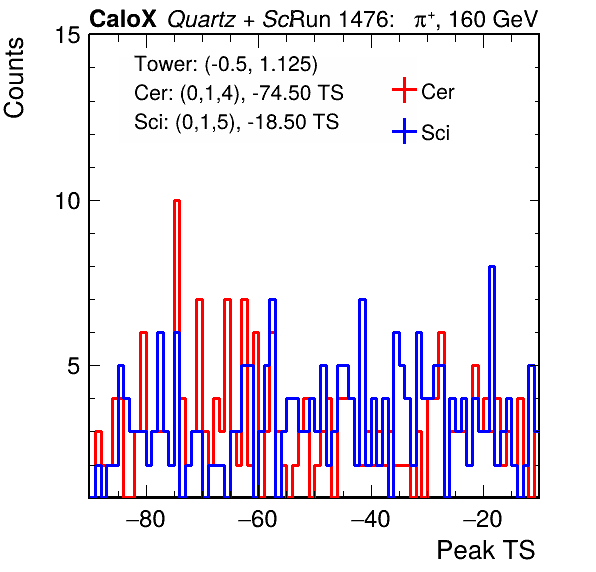 CaloX Quartz + ScRun 1476: π⁺, 160 GeV
Counts
15
Tower: (-0.5, 1.125)
Cer: (0,1,4), -74.50 TS
Sci: (0,1,5), -18.50 TS
Cer
Sci
10
5
−80 −60 −40 −20
Peak TS